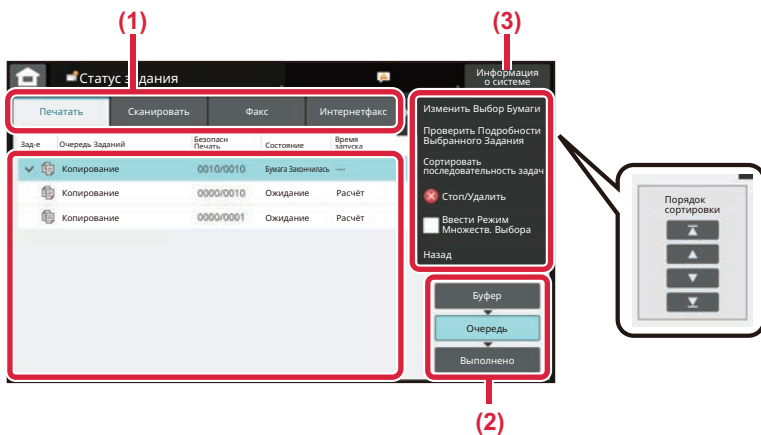 (1)
(3)
Статус задания
Информация
о системе
Печатать
Сканировать
Факс
Интернетфакс
Зад-е
Очередь Заданий
Безопасн
Печать
Состояние
Время
запуска
Копирование
0010/0010
Бумага Закончилась
—
Копирование
0000/0010
Ожидание
Расчёт
Копирование
0000/0001
Ожидание
Расчёт
Изменить Выбор Бумаги
Проверить Подробности
Выбранного Задания
Сортировать
последовательность задач
Стоп/Удалить
Ввести Режим
Множеств. Выбора
Назад
Буфер
Очередь
Выполнено
(2)
Порядок
сортировки